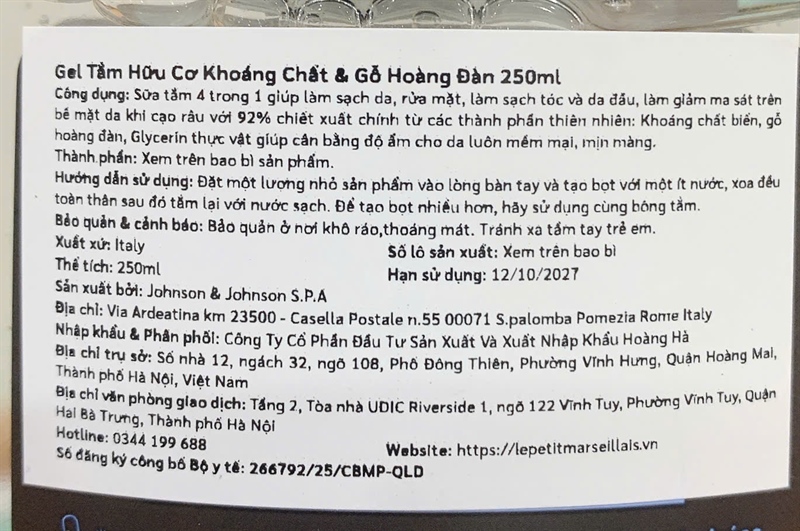 Gel Tắm Hữu Cơ Khoáng Chất & Gỗ Hoàng Đàn 250ml
Công dụng: Sữa tắm 4 trong 1 giúp làm sạch da, rửa mặt, làm sạch tóc và da đầu, làm giảm ma sát trên
bề mặt da khi cạo râu với 92% chiết xuất chính từ các thành phần thiên nhiên: Khoáng chất biển, gỗ
hoàng đàn, Glycerin thực vật giúp cân bằng độ ẩm cho da luôn mềm mại, mịn màng.
Thành phần: Xem trên bao bì sản phẩm.
Hướng dẫn sử dụng: Đặt một lượng nhỏ sản phẩm vào lòng bàn tay và tạo bọt với một ít nước, xoa đều
toàn thân sau đó tắm lại với nước sạch. Để tạo bọt nhiều hơn, hãy sử dụng cùng bông tắm.
Bảo quản & cảnh báo: Bảo quản ở nơi khô ráo,thoáng mát. Tránh xa tầm tay trẻ em.
Xuất xứ: Italy
Số lô sản xuất: Xem trên bao bì
Thể tích: 250ml
Hạn sử dụng: 12/10/2027
Sản xuất bởi: Johnson & Johnson S.P.A
Địa chỉ: Via Ardeatina km 23500 - Casella Postale n.55 00071 S.palomba Pomezia Rome Italy
Nhập khẩu & Phân phối: Công Ty Cổ Phần Đầu Tư Sản Xuất Và Xuất Nhập Khẩu Hoàng Hà
Địa chỉ trụ sở: Số nhà 12, ngách 32, ngõ 108, Phố Đông Thiên, Phường Vĩnh Hưng, Quận Hoàng Mai,
Thành phố Hà Nội, Việt Nam
Địa chỉ văn phòng giao dịch: Tầng 2, Tòa nhà UDIC Riverside 1, ngõ 122 Vĩnh Tuy, Phường Vĩnh Tuy, Quận
Hai Bà Trưng, Thành phố Hà Nội
Hotline: 0344 199 688
Website: https://lepetitmarseillais.vn
Số đăng ký công bố Bộ y tế: 266792/25/CBMP-QLD